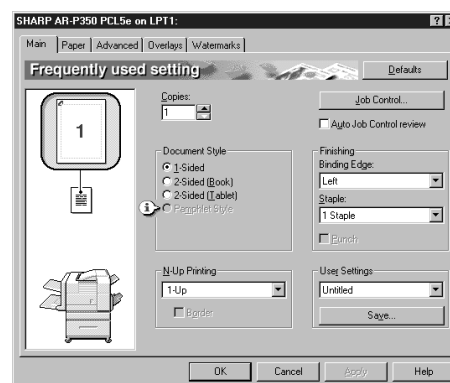 SHARP AR-P350 PCL5e on LPT1:
Main Paper Advanced Overlays Watermarks
Frequently used setting
Defaults
1
Copies:
1
Job Control...
Auto Job Control review
Document Style
1-Sided
2-Sided (Book)
2-Sided (Tablet)
Pamphlet Style
Finishing
Binding Edge:
Left
Staple:
1 Staple
Punch
N-Up Printing
1-Up
Border
User Settings
Untitled
Save...
OK Cancel Apply Help